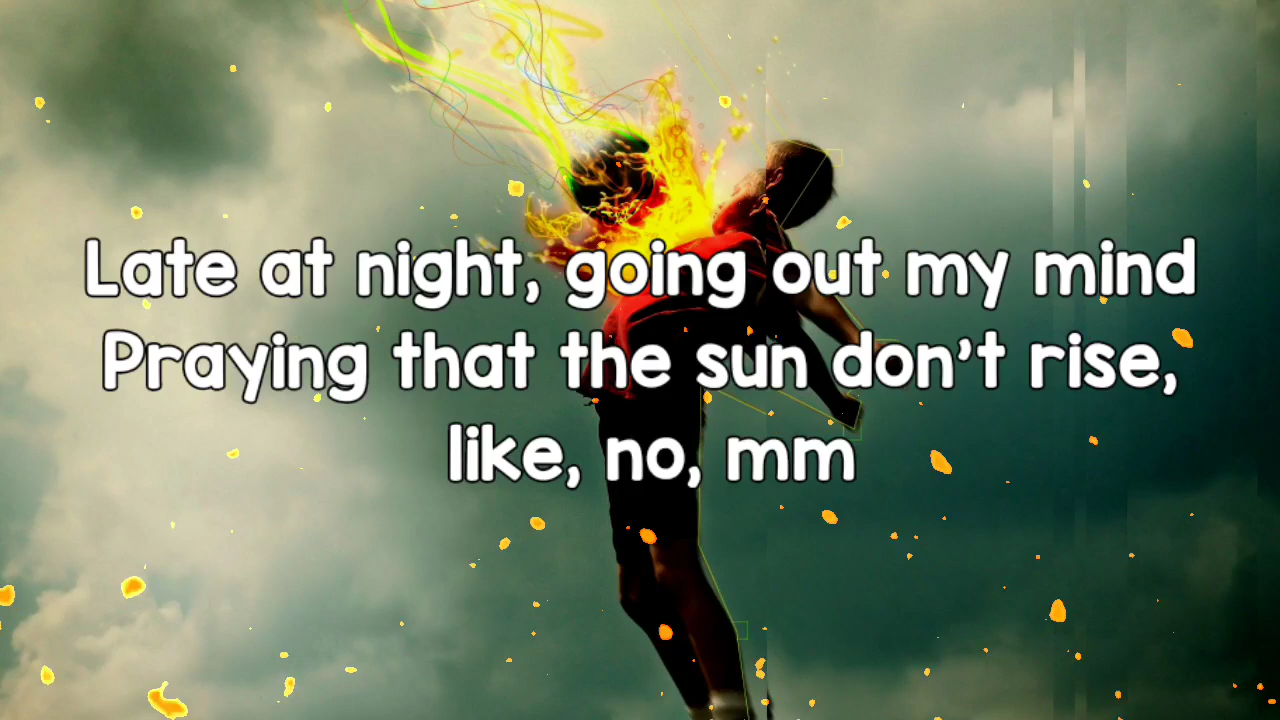 Late at night, going out my mind
Praying that the sun don't rise,
like, no, mm